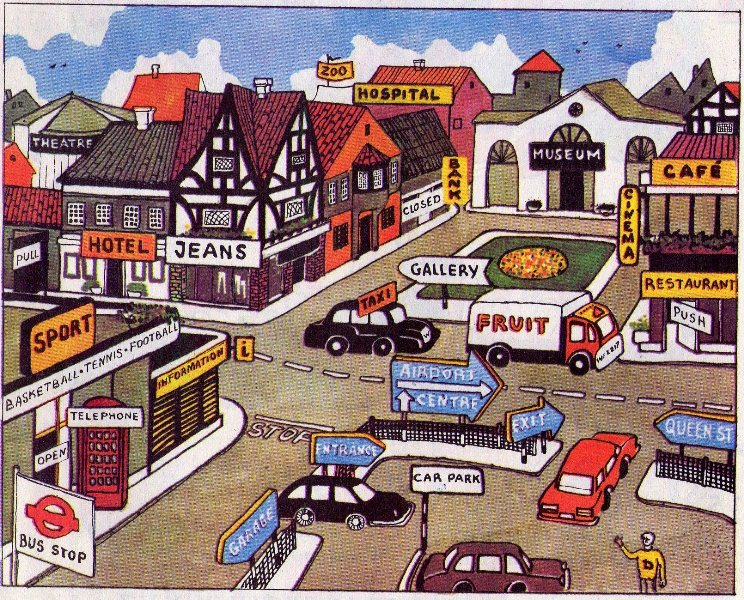 ZOO
HOSPITAL
THEATRE
MUSEUM
BANK
CAFÉ
CLOSED
CINEMA
HOTEL
JEANS
PULL
GALLERY
RESTAURANT
TAXI
FRUIT
PUSH
SPORT
BASKETBALL·TENNIS·FOOTBALL
INFORMATION
i
AIRPORT
CENTRE
TELEPHONE
STOP
EXIT
QUEEN ST
ENTRANCE
OPEN
CAR PARK
GARAGE
BUS STOP
b